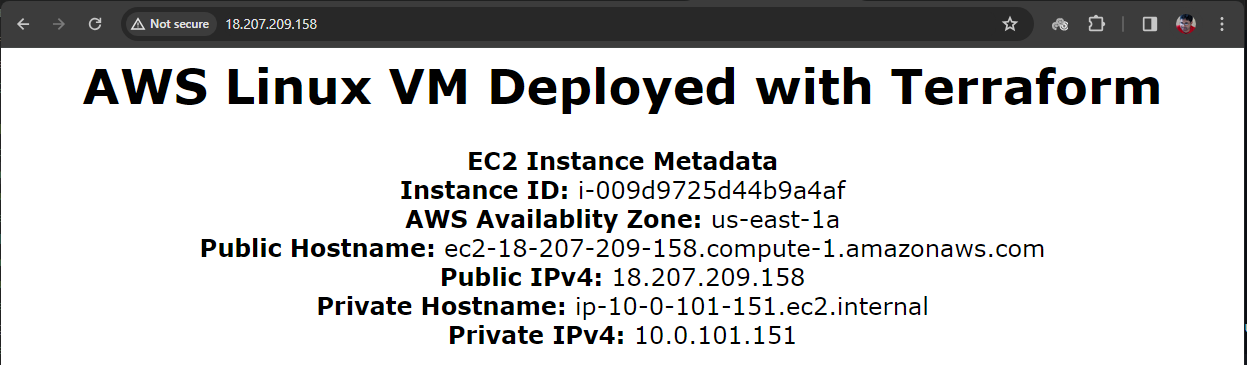 Not secure 18.207.209.158
AWS Linux VM Deployed with Terraform
EC2 Instance Metadata
Instance ID: i-009d9725d44b9a4af
AWS Availablity Zone: us-east-1a
Public Hostname: ec2-18-207-209-158.compute-1.amazonaws.com
Public IPv4: 18.207.209.158
Private Hostname: ip-10-0-101-151.ec2.internal
Private IPv4: 10.0.101.151